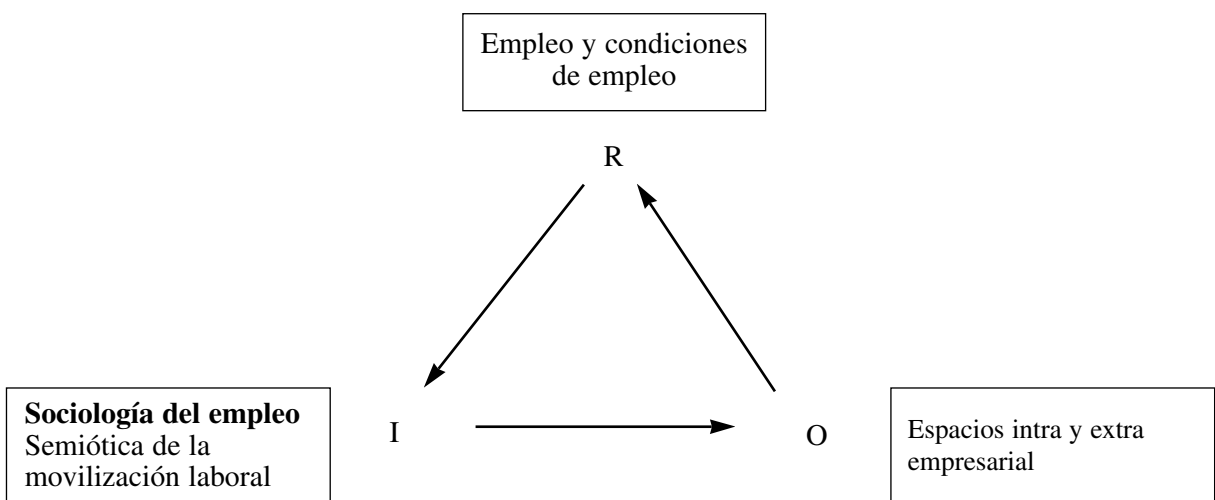 Empleo y condiciones
de empleo
R
Sociología del empleo
Semiótica de la
movilización laboral
I
O
Espacios intra y extra
empresarial